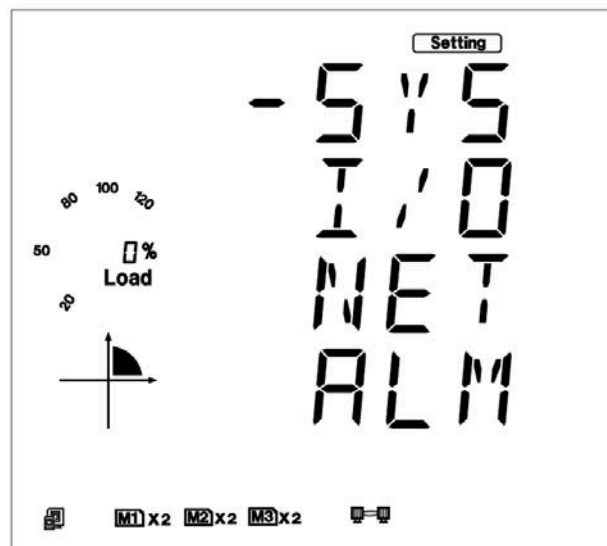 Setting
- SYS
I/O
NET
ALM
20
50
80
100
120
0%
Load
M1 X2 M2 X2 M3 X2